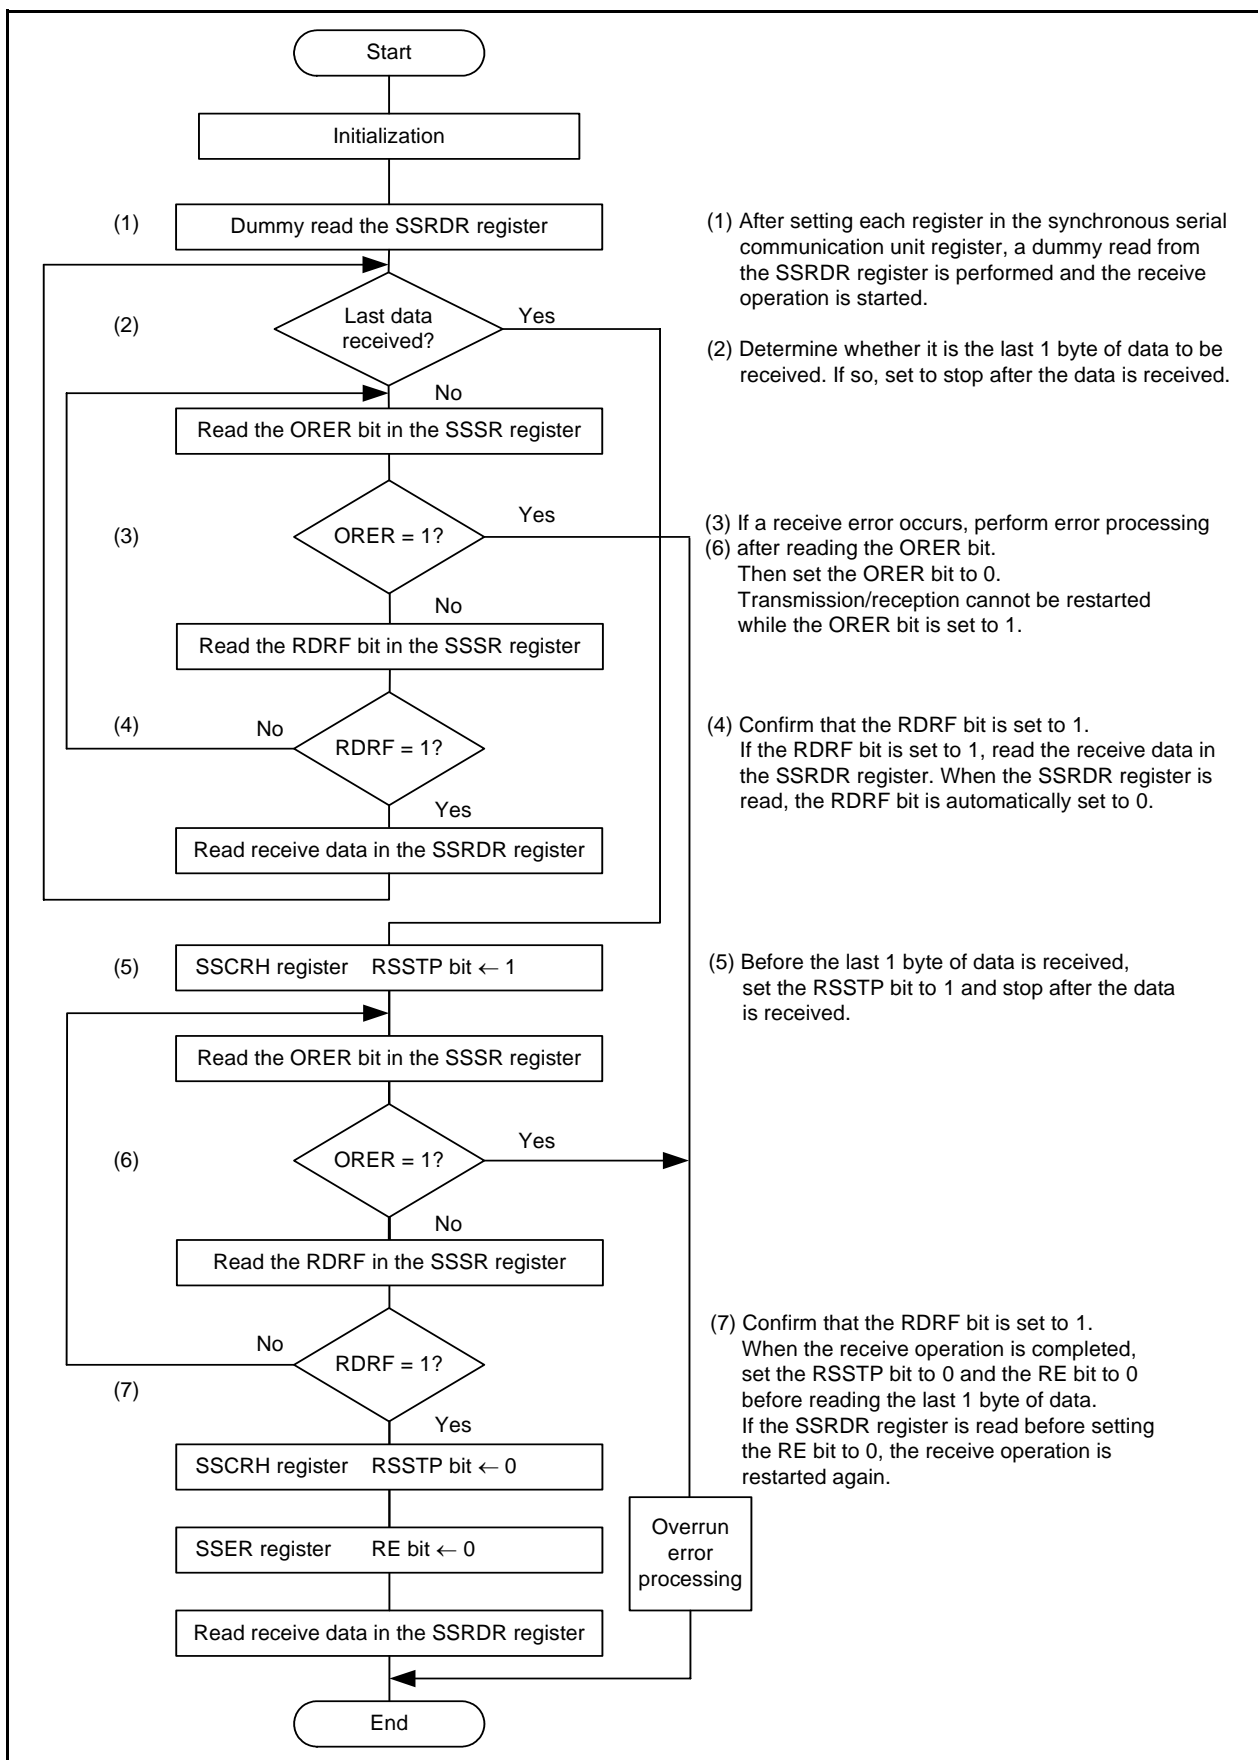 Start
Initialization
(1)
Dummy read the SSRDR register
(1) After setting each register in the synchronous serial
communication unit register, a dummy read from
the SSRDR register is performed and the receive
operation is started.
(2)
Last data
received?
Yes
No
(2) Determine whether it is the last 1 byte of data to be
received. If so, set to stop after the data is received.
Read the ORER bit in the SSSR register
(3)
ORER = 1?
Yes
No
(3) If a receive error occurs, perform error processing
(6) after reading the ORER bit.
Then set the ORER bit to 0.
Transmission/reception cannot be restarted
while the ORER bit is set to 1.
Read the RDRF bit in the SSSR register
(4)
No
RDRF = 1?
Yes
(4) Confirm that the RDRF bit is set to 1.
If the RDRF bit is set to 1, read the receive data in
the SSRDR register. When the SSRDR register is
read, the RDRF bit is automatically set to 0.
Read receive data in the SSRDR register
(5)
SSCRH register RSSTP bit ← 1
(5) Before the last 1 byte of data is received,
set the RSSTP bit to 1 and stop after the data
is received.
Read the ORER bit in the SSSR register
(6)
ORER = 1?
Yes
No
Read the RDRF in the SSSR register
No
RDRF = 1?
(7)
Yes
(7) Confirm that the RDRF bit is set to 1.
When the receive operation is completed,
set the RSSTP bit to 0 and the RE bit to 0
before reading the last 1 byte of data.
If the SSRDR register is read before setting
the RE bit to 0, the receive operation is
restarted again.
SSCRH register RSSTP bit ← 0
SSER register RE bit ← 0
Overrun
error
processing
Read receive data in the SSRDR register
End